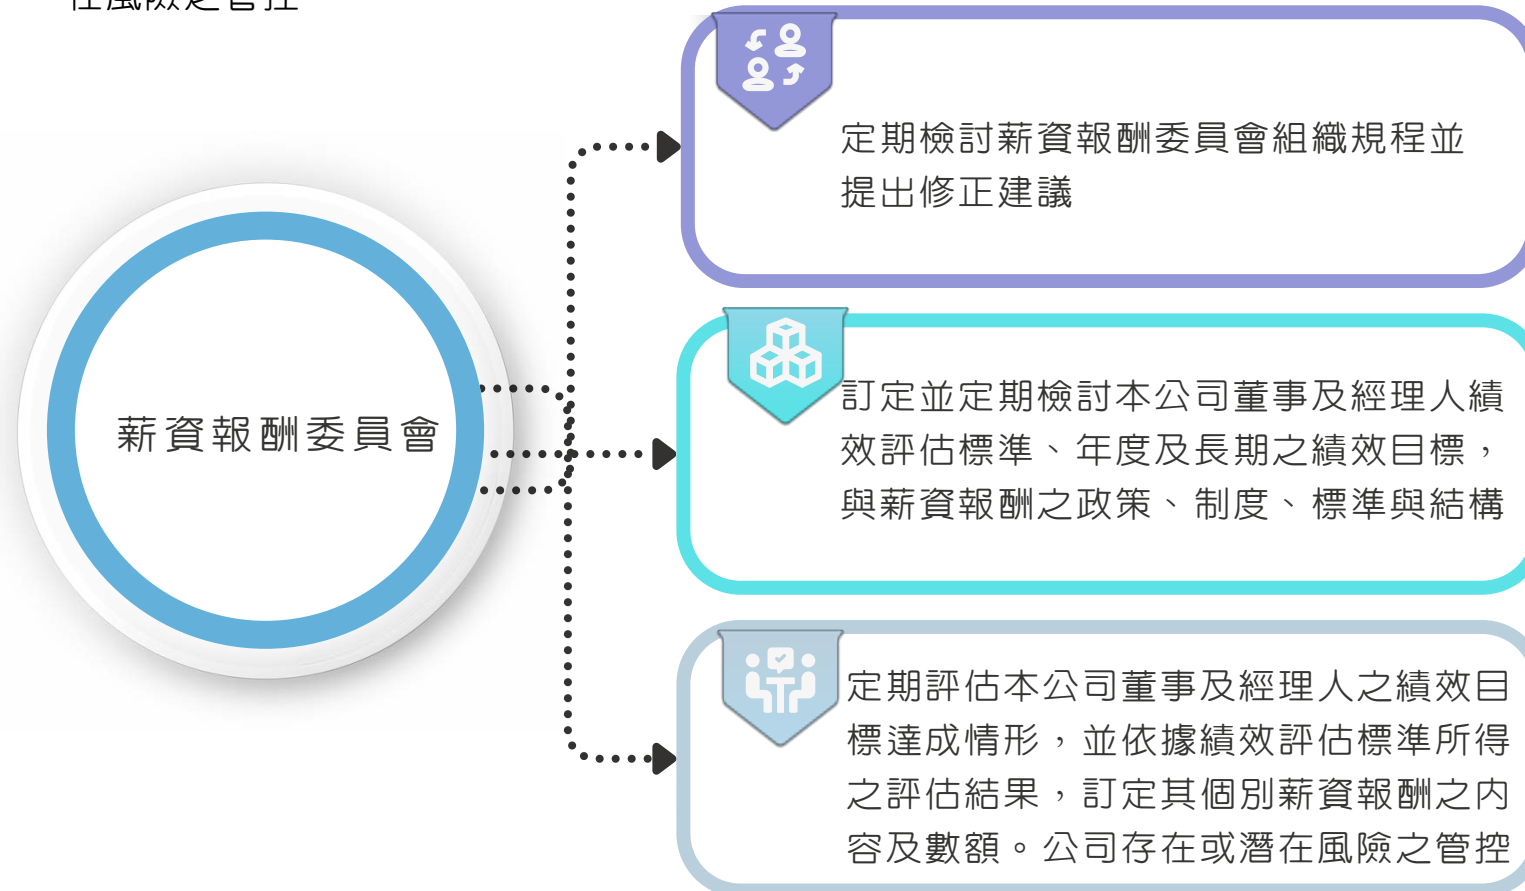 在風險之管控
定期檢討薪資報酬委員會組織規程並
提出修正建議
薪資報酬委員會
訂定並定期檢討本公司董事及經理人績
效評估標準、年度及長期之績效目標，
與薪資報酬之政策、制度、標準與結構
定期評估本公司董事及經理人之績效目
標達成情形，並依據績效評估標準所得
之評估結果，訂定其個別薪資報酬之內
容及數額。公司存在或潛在風險之管控